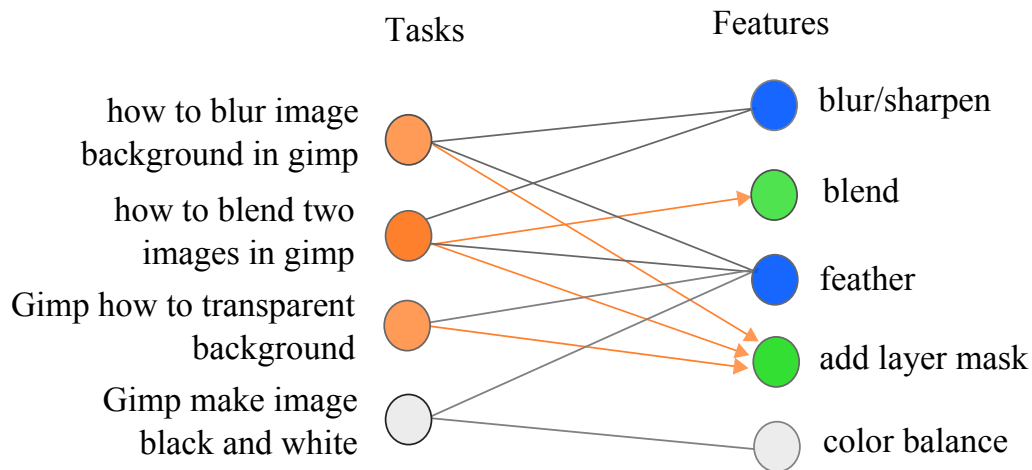 Tasks
Features
how to blur image
background in gimp
how to blend two
images in gimp
Gimp how to transparent
background
Gimp make image
black and white
blur/sharpen
blend
feather
add layer mask
color balance